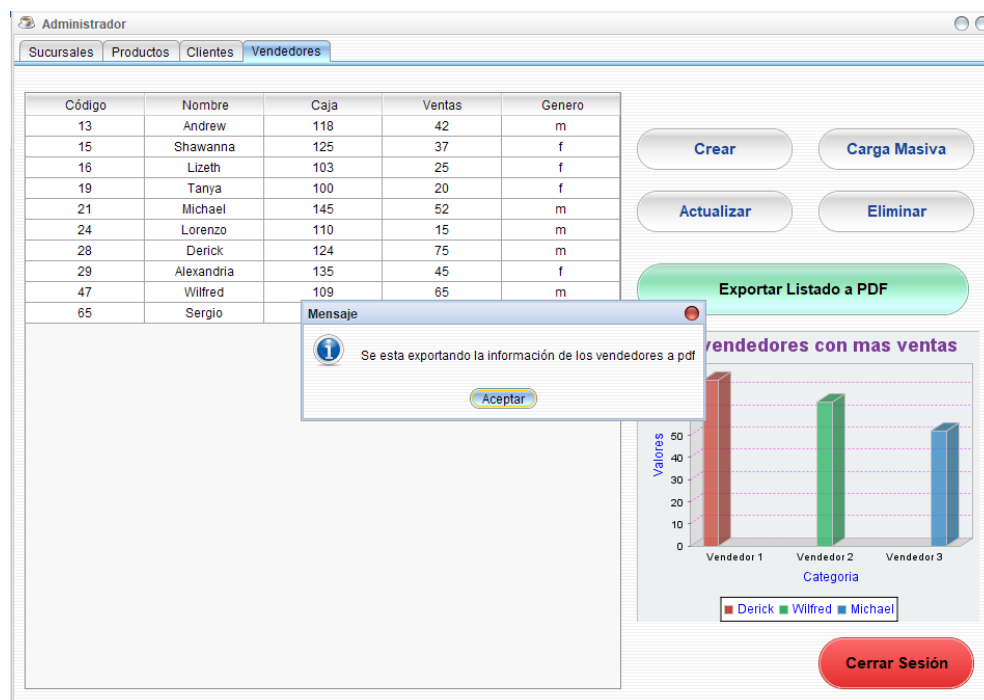 Administrador
Sucursales Productos Clientes Vendedores
Código Nombre Caja Ventas Genero
13 Andrew 118 42 m
15 Shawanna 125 37 f
16 Lizeth 103 25 f
19 Tanya 100 20 f
21 Michael 145 52 m
24 Lorenzo 110 15 m
28 Derick 124 75 m
29 Alexandria 135 45 f
47 Wilfred 109 65 m
65 Sergio
Crear Carga Masiva
Actualizar Eliminar
Exportar Listado a PDF
Mensaje
Se esta exportando la información de los vendedores a pdf
Aceptar
vendedores con mas ventas
Valores
50
40
30
20
10
0
Vendedor 1 Vendedor 2 Vendedor 3
Categoria
Derick Wilfred Michael
Cerrar Sesión